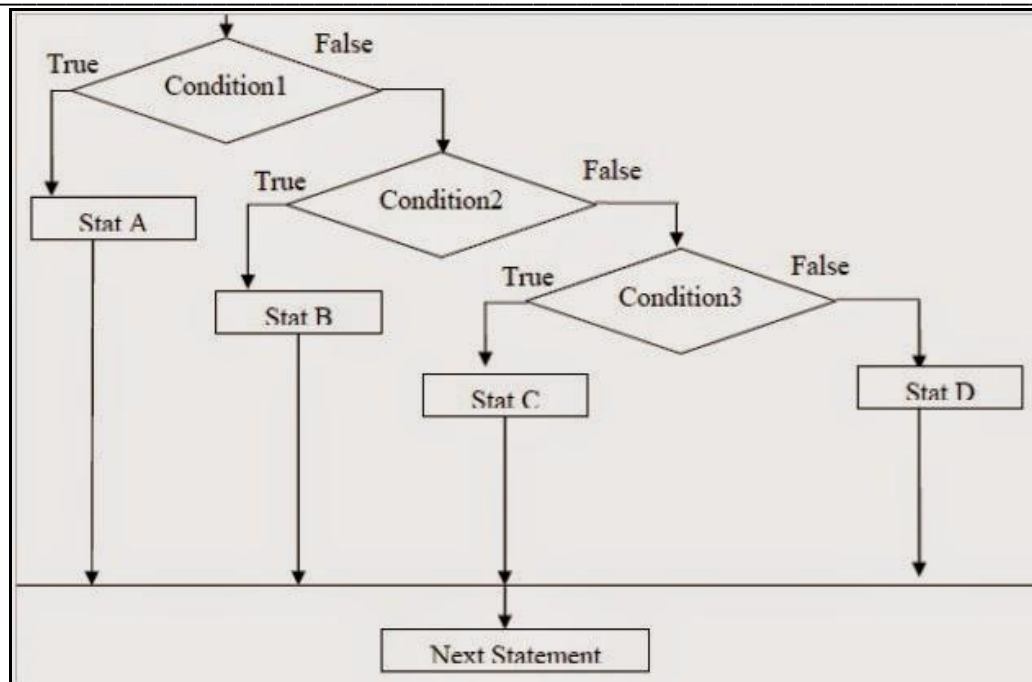 False
True
Condition1
True
False
Condition2
Stat A
True
False
Condition3
Stat B
Stat C
Stat D
Next Statement